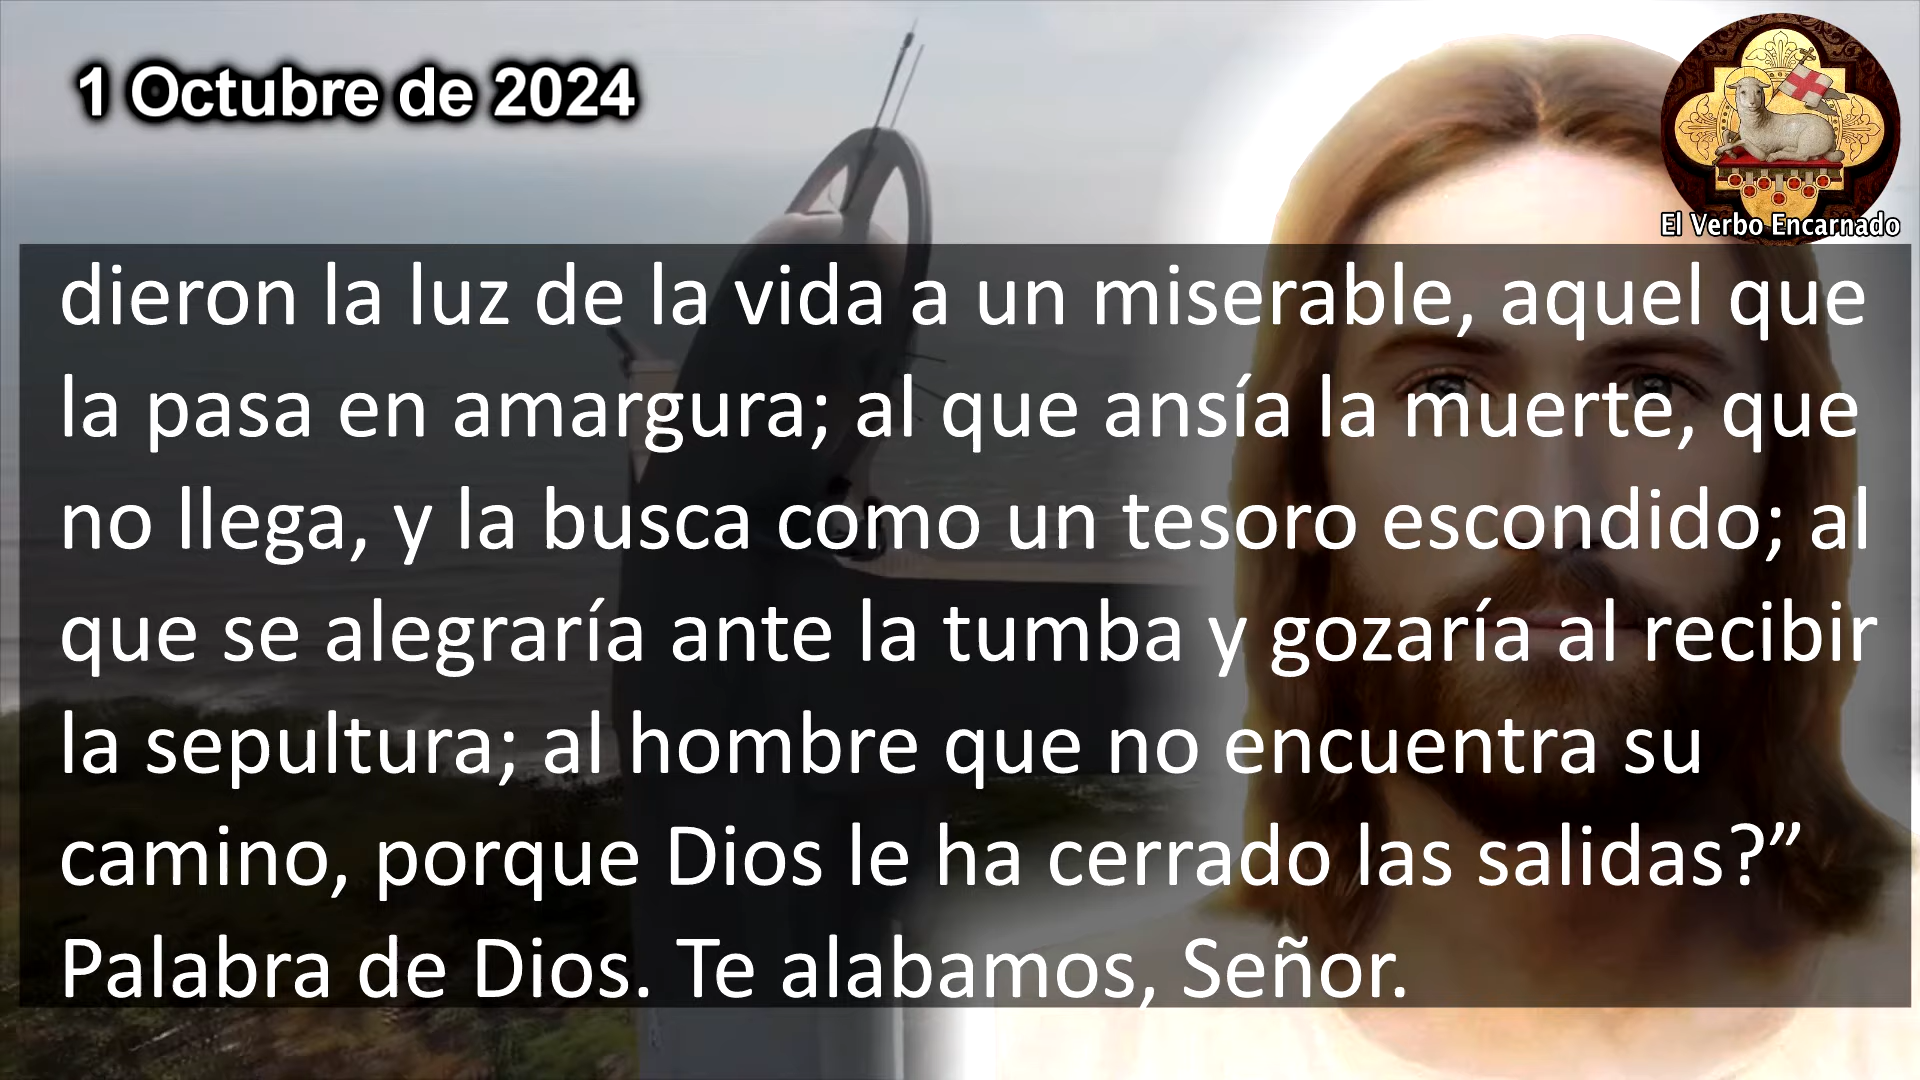 1 Octubre de 2024
El Verbo Encarnado
dieron la luz de la vida a un miserable, aquel que
la pasa en amargura; al que ansía la muerte, que
no llega, y la busca como un tesoro escondido; al
que se alegraría ante la tumba y gozaría al recibir
la sepultura; al hombre que no encuentra su
camino, porque Dios le ha cerrado las salidas?”
Palabra de Dios. Te alabamos, Señor.